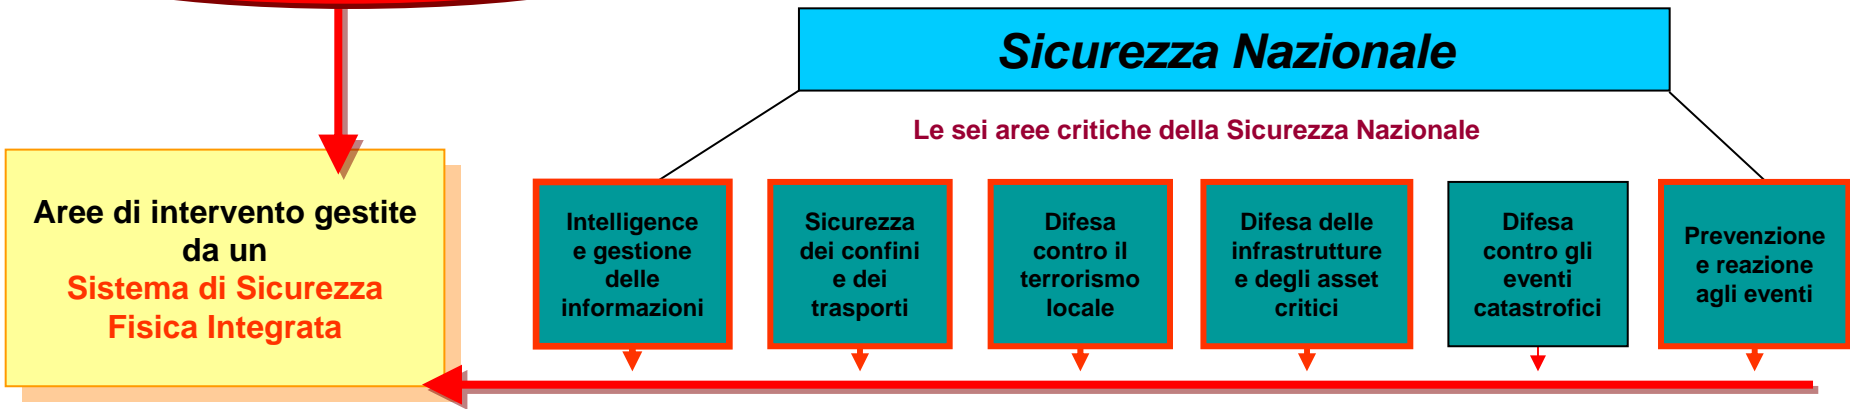 Sicurezza Nazionale
Le sei aree critiche della Sicurezza Nazionale
Aree di intervento gestite
da un
Sistema di Sicurezza
Fisica Integrata
Intelligence
e gestione
delle
informazioni
Sicurezza
dei confini
e dei
trasporti
Difesa
contro il
terrorismo
locale
Difesa delle
infrastrutture
e degli asset
critici
Difesa
contro gli
eventi
catastrofici
Prevenzione
e reazione
agli eventi